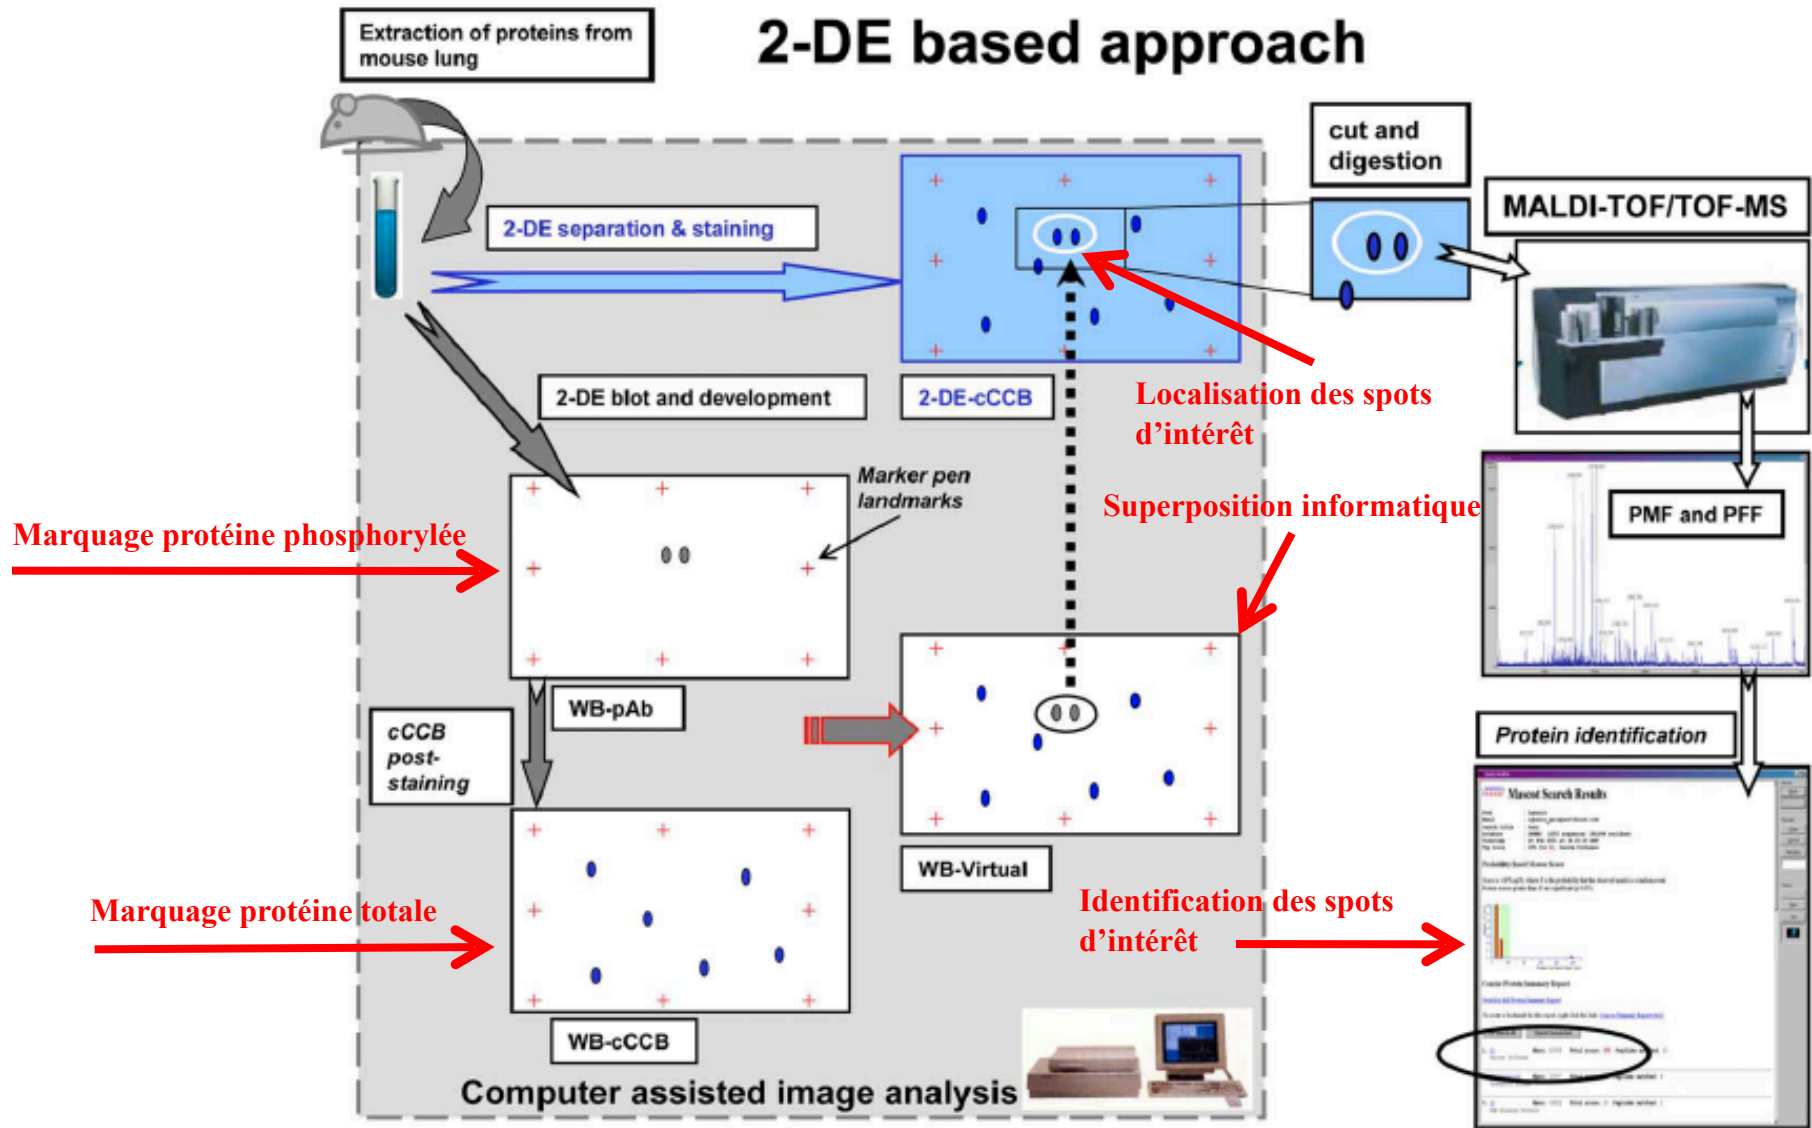 Extraction of proteins from
mouse lung
2-DE based approach
cut and
digestion
MALDI-TOF/TOF-MS
2-DE separation & staining
2-DE blot and development
2-DE-cCCB
Localisation des spots
d'intérêt
Marker pen
landmarks
Superposition informatique
PMF and PFF
Marquage protéine phosphorylée
WB-pAb
cCCB
post-
staining
Protein identification
Mascot Search Results
WB-Virtual
Marquage protéine totale
Identification des spots
d'intérêt
WB-cCCB
Computer assisted image analysis